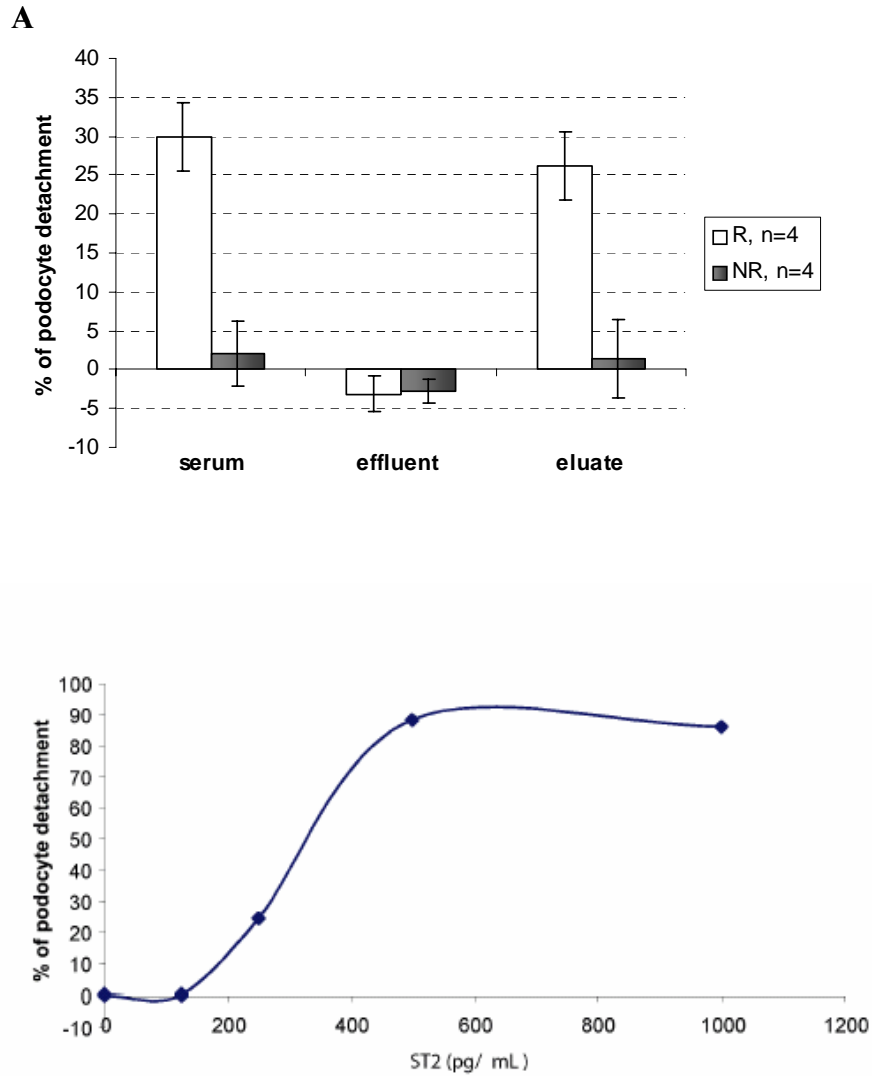 A
% of podocyte detachment
40
35
30
25
20
15
10
5
0
-5
-10
serum effluent eluate
R, n=4
NR, n=4
% of podocyte detachment
100
90
80
70
60
50
40
30
20
10
0
-10
0 200 400 600 800 1000 1200
ST2 (pg/ mL)